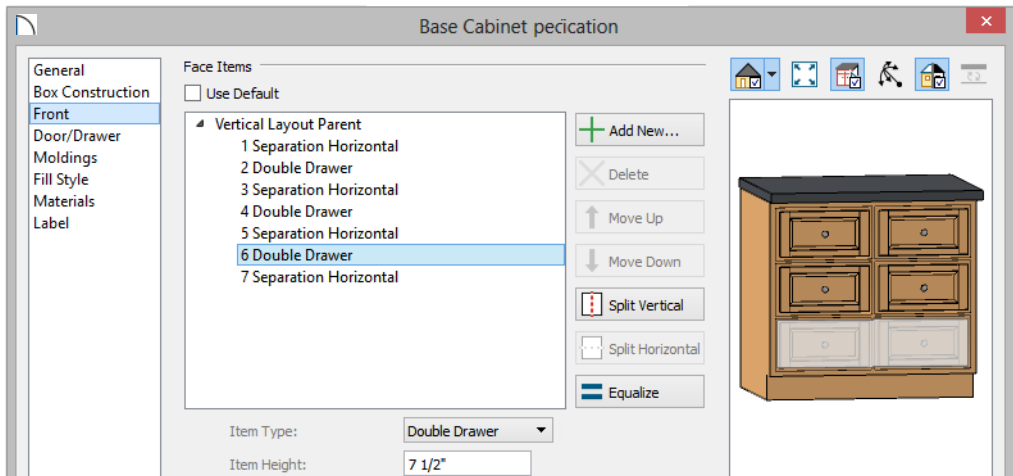 Base Cabinet pecication
General
Box Construction
Front
Door/Drawer
Moldings
Fill Style
Materials
Label
Face Items
Use Default
Vertical Layout Parent
1 Separation Horizontal
2 Double Drawer
3 Separation Horizontal
4 Double Drawer
5 Separation Horizontal
6 Double Drawer
7 Separation Horizontal
Add New...
Delete
Move Up
Move Down
Split Vertical
Split Horizontal
Equalize
Item Type: Double Drawer
Item Height: 7 1/2"